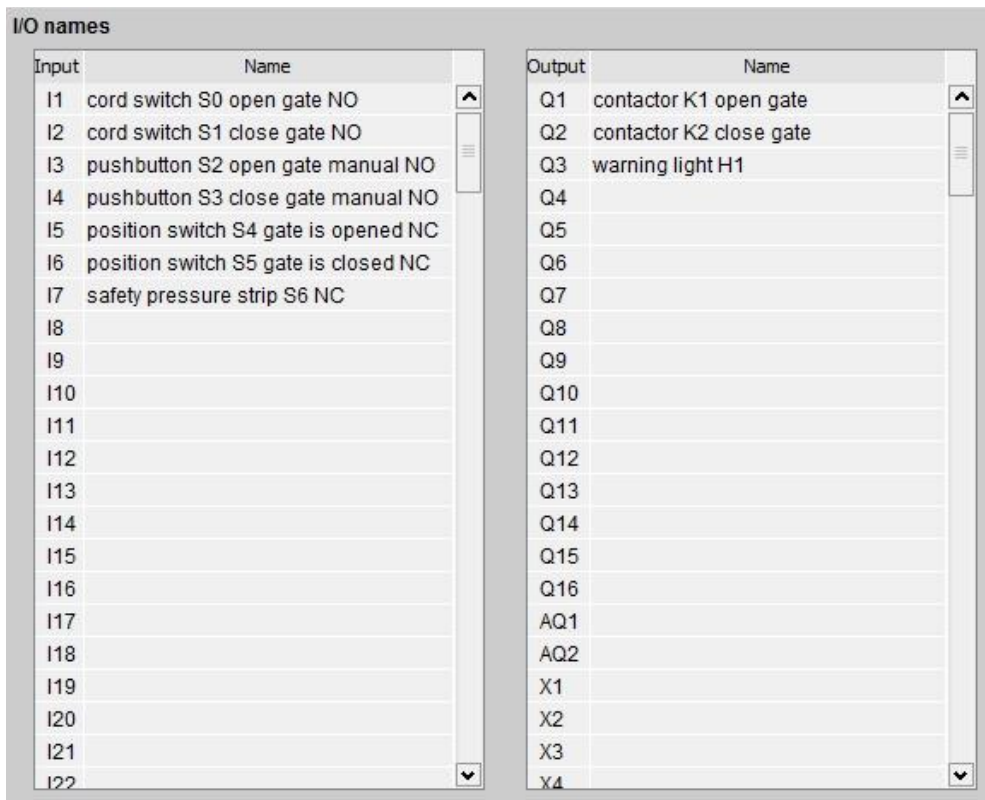 I/O names
Input Name
I1 cord switch S0 open gate NO
I2 cord switch S1 close gate NO
I3 pushbutton S2 open gate manual NO
I4 pushbutton S3 close gate manual NO
I5 position switch S4 gate is opened NC
I6 position switch S5 gate is closed NC
I7 safety pressure strip S6 NC
I8
I9
I10
I11
I12
I13
I14
I15
I16
I17
I18
I19
I20
I21
I22
Output Name
Q1 contactor K1 open gate
Q2 contactor K2 close gate
Q3 warning light H1
Q4
Q5
Q6
Q7
Q8
Q9
Q10
Q11
Q12
Q13
Q14
Q15
Q16
AQ1
AQ2
X1
X2
X3
X4